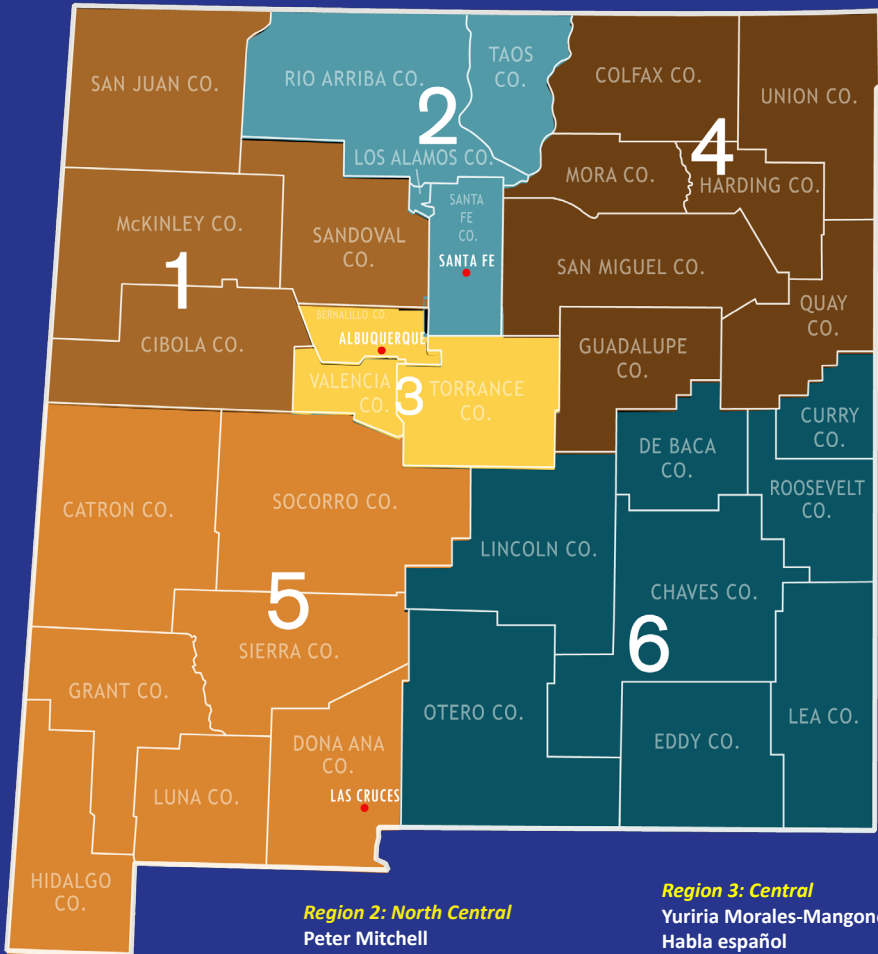 SAN JUAN CO.
RIO ARRIBA CO.
TAOS
CO.
COLFAX CO.
UNION CO.
2
4
LOS ALAMOS CO.
MORA CO.
HARDING CO.
SANTA
FE
CO.
McKINLEY CO.
SANDOVAL
CO.
SANTA FE
SAN MIGUEL CO.
1
QUAY
CO.
BERNALILLO CO.
ALBUQUERQUE
CIBOLA CO.
GUADALUPE
CO.
VALENCIA
CO.
3
TORRANCE
CO.
CURRY
CO.
DE BACA
CO.
ROOSEVELT
CO.
CATRON CO.
SOCORRO CO.
LINCOLN CO.
CHAVES CO.
5
6
SIERRA CO.
GRANT CO.
OTERO CO.
LEA CO.
DONA ANA
CO.
EDDY CO.
LUNA CO.
LAS CRUCES
HIDALGO
CO.
Region 2: North Central
Peter Mitchell
Region 3: Central
Yuriria Morales-Mangone
Habla español